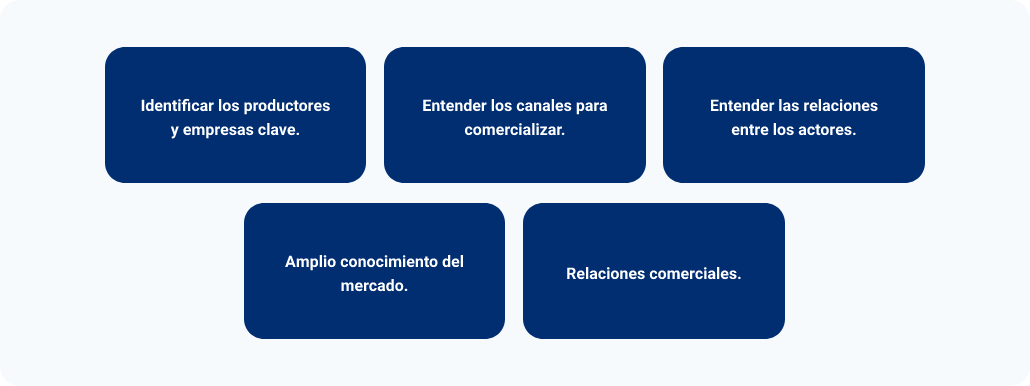 Identificar los productores
y empresas clave.
Entender los canales para
comercializar.
Entender las relaciones
entre los actores.
Amplio conocimiento del
mercado.
Relaciones comerciales.